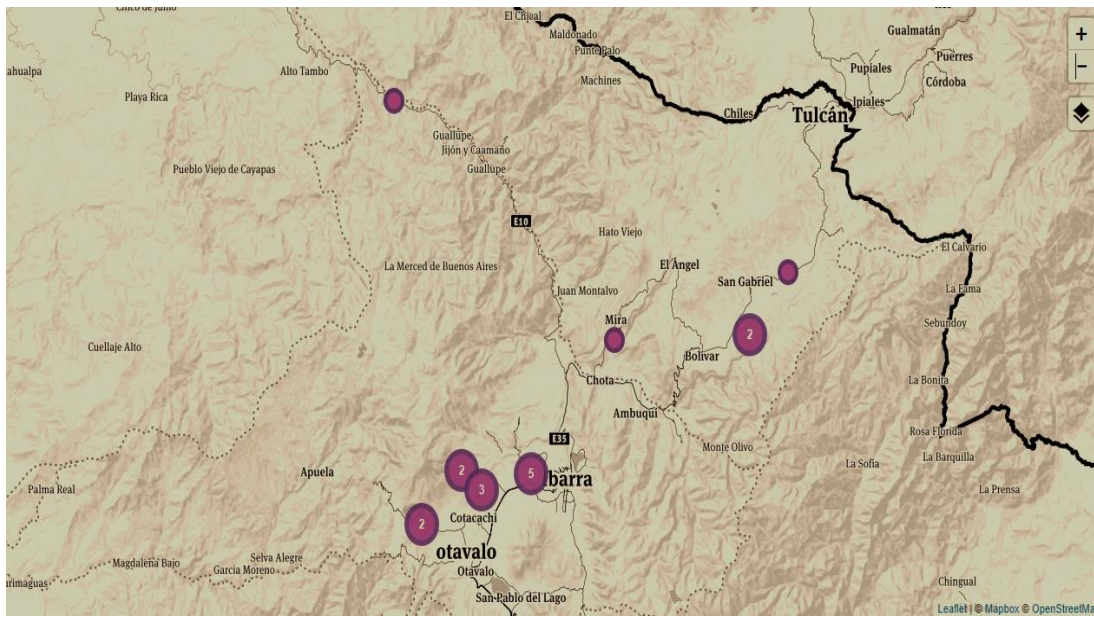 Chico de Junio
El Chical
Maldonado
Gualmatán
Punte Palo
Puerres
+
−
Alto Tambo
Pupiales
ahualpa
Machines
Córdoba
Playa Rica
Ipiales
Chiles
Tulcán
Guallupe
Jijón y Caamaño
Pueblo Viejo de Cayapas
Guallupe
E10
Hato Viejo
El Calvario
La Merced de Buenos Aires
El Ángel
San Gabriel
Juan Montalvo
La Fama
Mira
Sebundoy
2
Cuellaje Alto
Bolívar
Chota
La Bonita
Ambuquí
Rosa Florida
E35
Monte Olivo
La Barquilla
La Sofía
Apuela
2
5
barra
3
Palma Real
La Prensa
Cotacachi
2
otavalo
Selva Alegre
Magdalena Bajo
García Moreno
Otavalo
urimaguas
Chingual
San Pablo del Lago
Leaflet | © Mapbox © OpenStreetMa